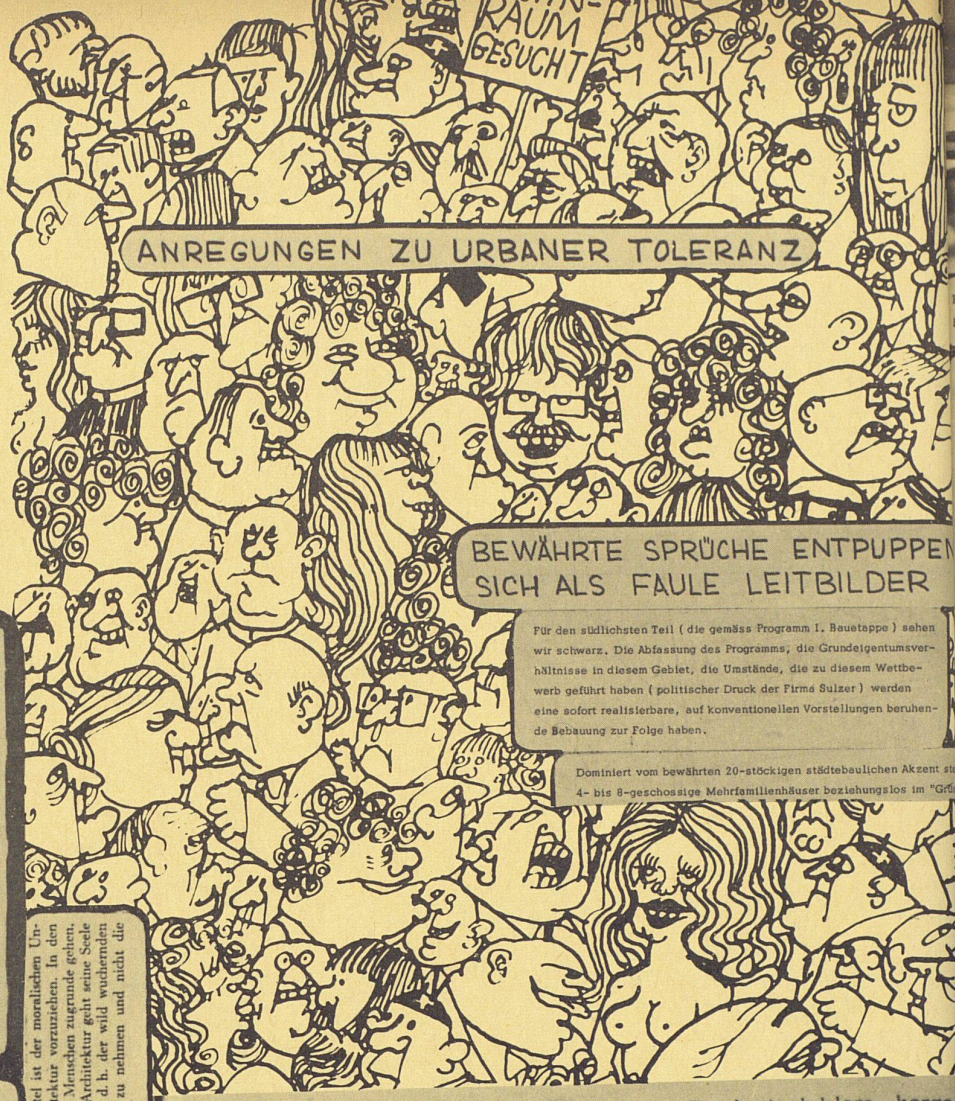 RAUM
GESUCHT
ANREGUNGEN ZU URBANER TOLERANZ
BEWÄHRTE SPRÜCHE ENTPUPPEN
SICH ALS FAULE LEITBILDER
Für den südlichsten Teil ( die gemäss Programm I. Bauetappe ) sehen
wir schwarz. Die Abfassung des Programms, die Grundeigentumsver-
hältnisse in diesem Gebiet, die Umstände, die zu diesem Wettbe-
werb geführt haben ( politischer Druck der Firma Sulzer ) werden
eine sofort realisierbare, auf konventionellen Vorstellungen beruhen-
de Bebauung zur Folge haben.
Dominiert vom bewährten 20-stöckigen städtebaulichen Akzent
4- bis 8-geschossige Mehrfamilienhäuser beziehungslos im
ist der moralischen Un-
vorzuziehen. In den
Menschen zugrunde gehen.
Architektur geht seine Seele
d. h. der wild wuchernden
zu nehmen und nicht die